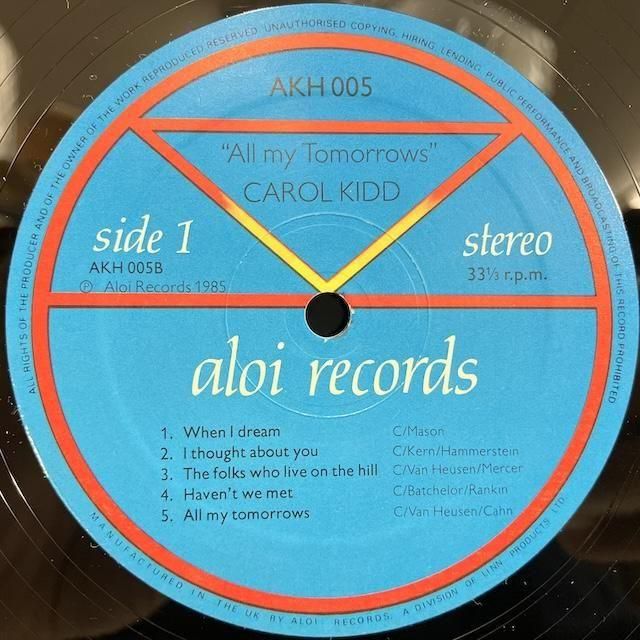 ALL RIGHTS OF THE PRODUCER AND OF THE OWNER OF THE WORK REPRODUCED RESERVED. UNAUTHORISED COPYING, HIRING, LENDING, PUBLIC PERFORMANCE AND BROADCASTING OF THIS RECORD PROHIBITED
AKH 005
"All my Tomorrows"
CAROL KIDD
side 1
stereo
AKH 005B
33⅓ r.p.m.
Ⓟ Aloi Records 1985
aloi records
1. When I dream C/Mason
2. I thought about you C/Kern/Hammerstein
3. The folks who live on the hill C/Van Heusen/Mercer
4. Haven't we met C/Batchelor/Rankin
5. All my tomorrows C/Van Heusen/Cahn
MANUFACTURED IN THE UK BY ALOI RECORDS, A DIVISION OF LINN PRODUCTS LTD